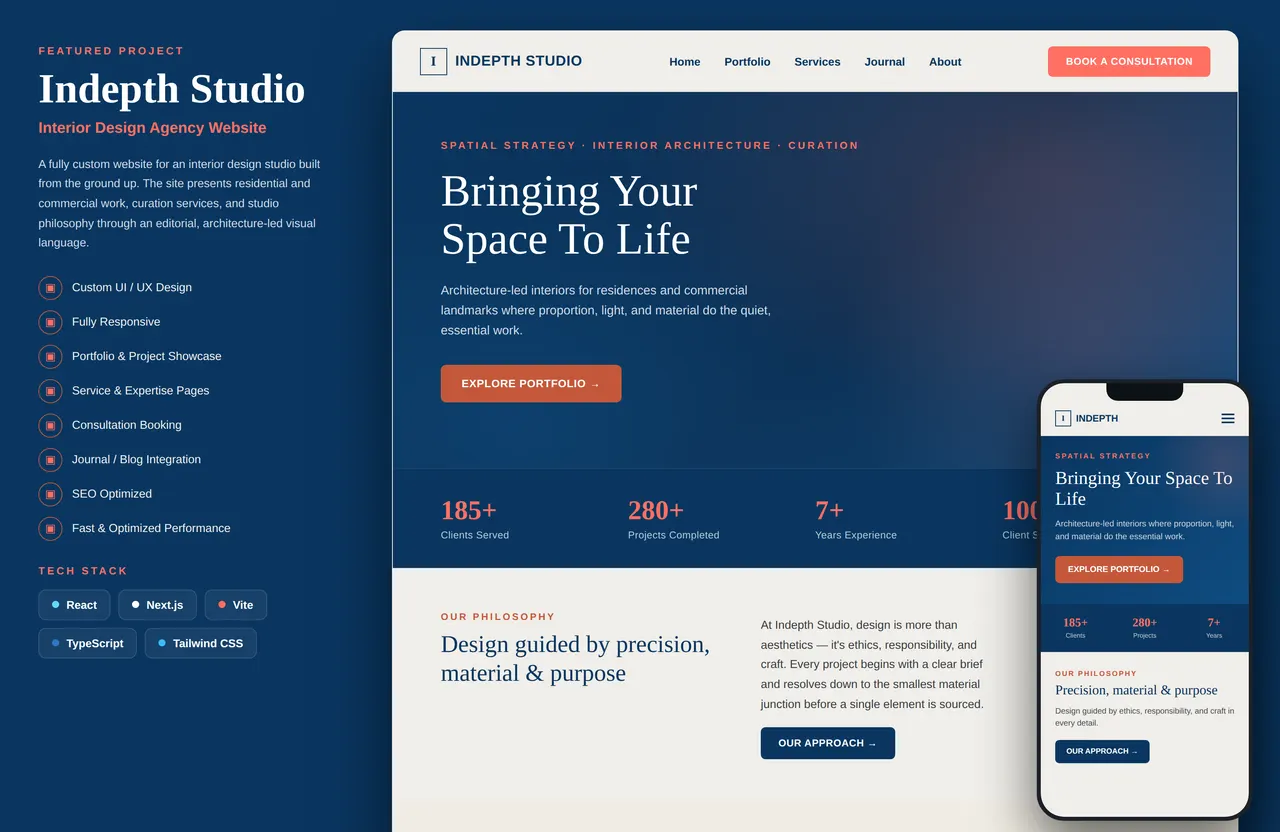 FEATURED PROJECT
Indepth Studio
Interior Design Agency Website
A fully custom website for an interior design studio built
from the ground up. The site presents residential and
commercial work, curation services, and studio
philosophy through an editorial, architecture-led visual
language.
Custom UI / UX Design
Fully Responsive
Portfolio & Project Showcase
Service & Expertise Pages
Consultation Booking
Journal / Blog Integration
SEO Optimized
Fast & Optimized Performance
TECH STACK
React
Next.js
Vite
TypeScript
Tailwind CSS
I INDEPTH STUDIO
Home Portfolio Services Journal About
BOOK A CONSULTATION
SPATIAL STRATEGY · INTERIOR ARCHITECTURE · CURATION
Bringing Your
Space To Life
Architecture-led interiors for residences and commercial
landmarks where proportion, light, and material do the quiet,
essential work.
EXPLORE PORTFOLIO →
185+ 280+ 7+ 100
Clients Served Projects Completed Years Experience Client S
OUR PHILOSOPHY
Design guided by precision,
material & purpose
At Indepth Studio, design is more than
aesthetics — it's ethics, responsibility, and
craft. Every project begins with a clear brief
and resolves down to the smallest material
junction before a single element is sourced.
OUR APPROACH →
I INDEPTH
SPATIAL STRATEGY
Bringing Your Space To
Life
Architecture-led interiors where proportion, light,
and material do the essential work.
EXPLORE PORTFOLIO →
185+ 280+ 7+
Clients Projects Years
OUR PHILOSOPHY
Precision, material & purpose
Design guided by ethics, responsibility, and craft in
every detail.
OUR APPROACH →